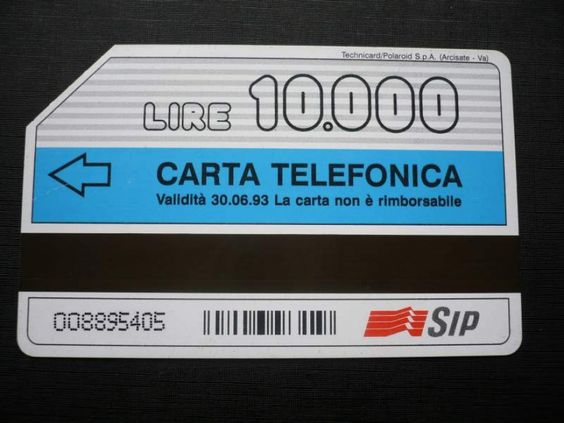 Technicard/Polaroid S.p.A. (Arcisate - Va)
LIRE 10.000
CARTA TELEFONICA
Validità 30.06.93 La carta non è rimborsabile
008895405
SIP